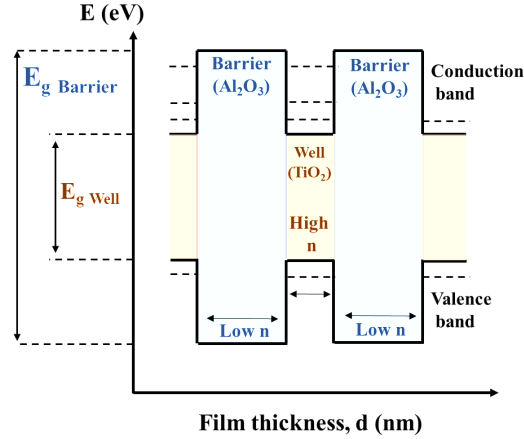 E (eV)
E_g Barrier
Barrier
(Al₂O₃)
Barrier
(Al₂O₃)
Conduction
band
Well
(TiO₂)
E_g Well
High
n
Low n
Low n
Valence
band
Film thickness, d (nm)